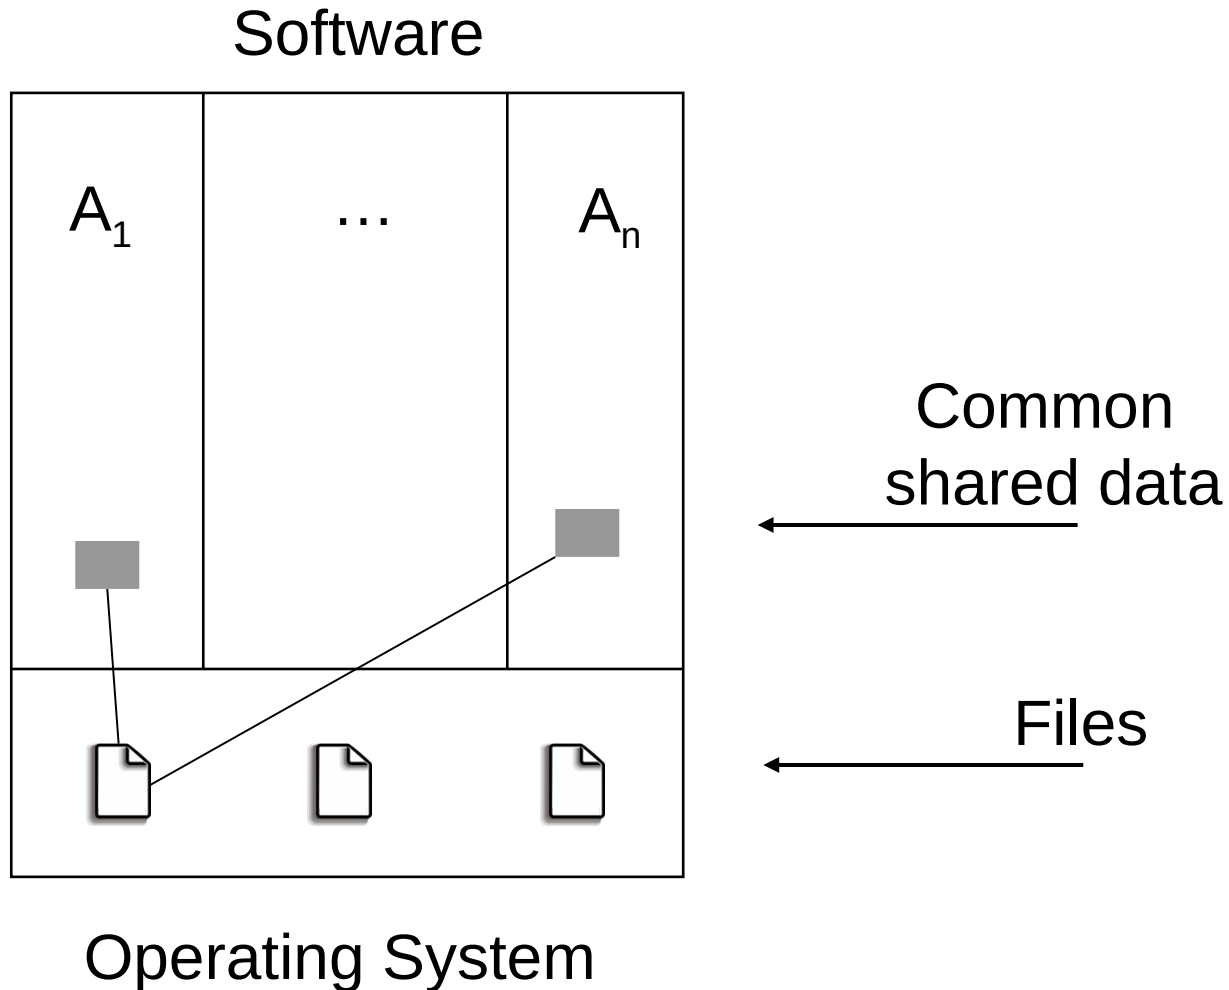 Software
A₁
…
Aₙ
Common
shared data
Files
Operating System